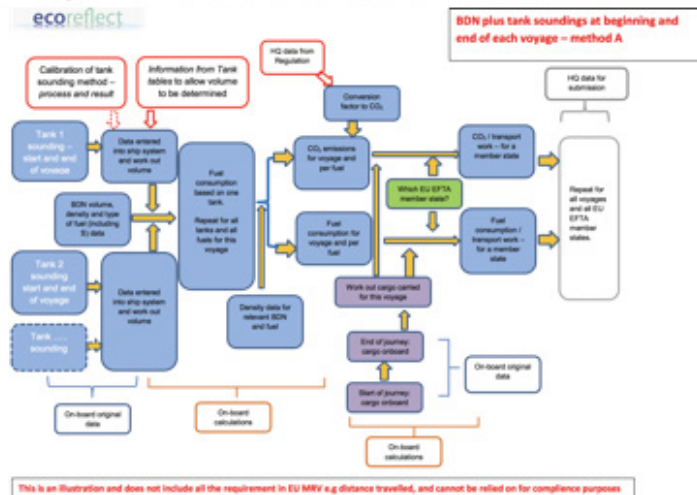 ecoreflect
BDN plus tank soundings at beginning and
end of each voyage – method A
HQ data from
Regulation
Calibration of tank
sounding method –
process and result
Information from Tank
tables to allow volume
to be determined
Conversion
factor to CO₂
HQ data for
submission
Tank 1
sounding –
start and end
of voyage
Data entered
into ship system
and work out
volume
Fuel
consumption
based on one
tank.
Repeat for all
tanks and all
fuels for this
voyage
CO₂ emissions
for voyage and
per fuel
CO₂ / transport
work – for a
member state
Which EU EFTA
member state?
Repeat for
all voyages
and all EU
EFTA
member
states.
BDN volume,
density and type
of fuel (including
S) data
Fuel
consumption for
voyage and per
fuel
Fuel
consumption /
transport work –
for a member
state
Tank 2
sounding
start and end
of voyage
Data entered
into ship system
and work out
volume
Work out cargo carried
for this voyage
Density data for
relevant BDN
and fuel
Tank .....
sounding
End of journey:
cargo onboard
On-board original
data
Start of journey:
cargo onboard
On-board original
data
On-board
calculations
On-board
calculations
This is an illustration and does not include all the requirement in EU MRV e.g distance travelled, and cannot be relied on for compliance purposes